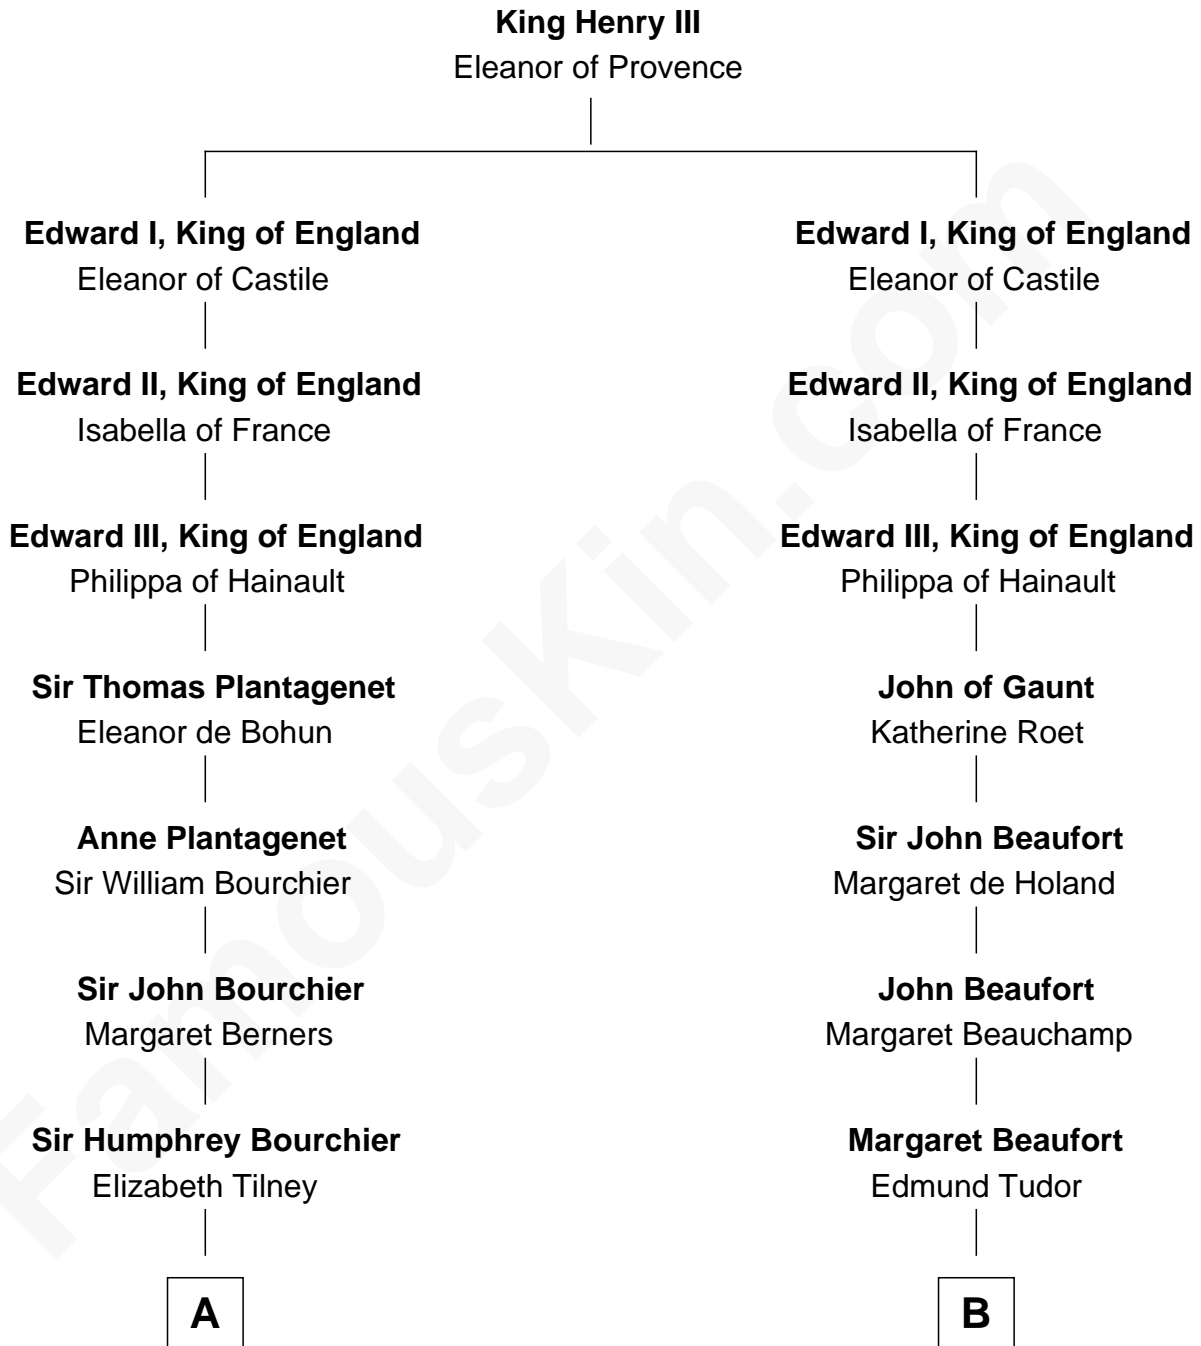 King Henry III
Eleanor of Provence
Edward I, King of England
Eleanor of Castile
Edward II, King of England
Isabella of France
Edward III, King of England
Philippa of Hainault
Sir Thomas Plantagenet
Eleanor de Bohun
Anne Plantagenet
Sir William Bourchier
Sir John Bourchier
Margaret Berners
Sir Humphrey Bourchier
Elizabeth Tilney
A
Edward I, King of England
Eleanor of Castile
Edward II, King of England
Isabella of France
Edward III, King of England
Philippa of Hainault
John of Gaunt
Katherine Roet
Sir John Beaufort
Margaret de Holand
John Beaufort
Margaret Beauchamp
Margaret Beaufort
Edmund Tudor
B
FamousKin.com